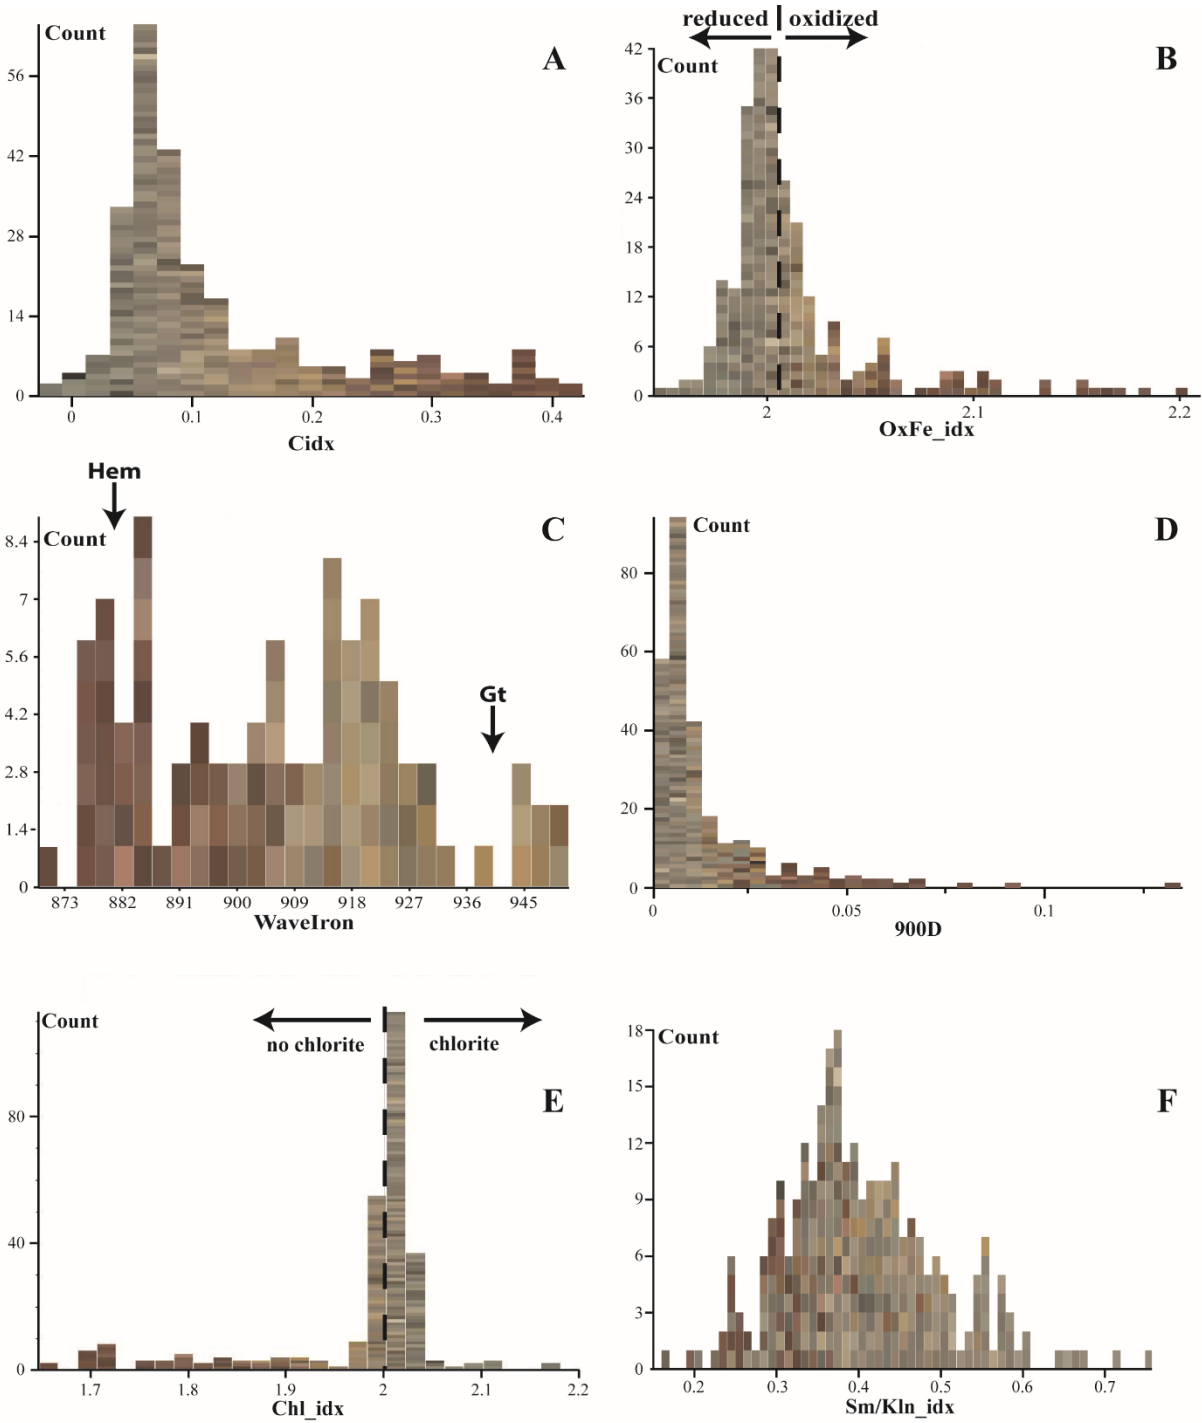 Count
A
56
42
28
14
0
0 0.1 0.2 0.3 0.4
Cidx
reduced oxidized
42
Count
B
36
30
24
18
12
6
0
2 2.1 2.2
OxFe_idx
Hem
8.4
Count
C
7
5.6
Gt
4.2
2.8
1.4
0
873 882 891 900 909 918 927 936 945
WaveIron
Count
D
80
60
40
20
0
0 0.05 0.1
900D
Count
no chlorite chlorite
E
80
40
0
1.7 1.8 1.9 2 2.1 2.2
Chl_idx
18
Count
F
15
12
9
6
3
0
0.2 0.3 0.4 0.5 0.6 0.7
Sm/Kln_idx